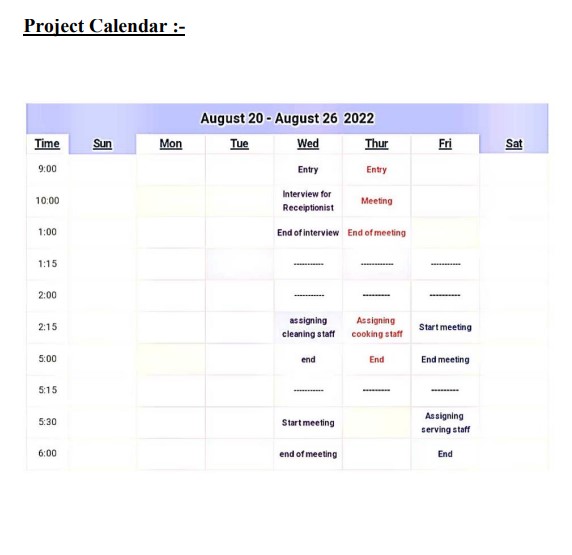 Project Calendar :-
August 20 - August 26 2022
Time Sun Mon Tue Wed Thur Fri Sat
9:00 Entry Entry
10:00 Interview for Receiptionist Meeting
1:00 End of interview End of meeting
1:15 ----------- ------------ -----------
2:00 ----------- ---------- -----------
2:15 assigning cleaning staff Assigning cooking staff Start meeting
5:00 end End End meeting
5:15 ----------- ---------- ----------
5:30 Start meeting Assigning serving staff
6:00 end of meeting End